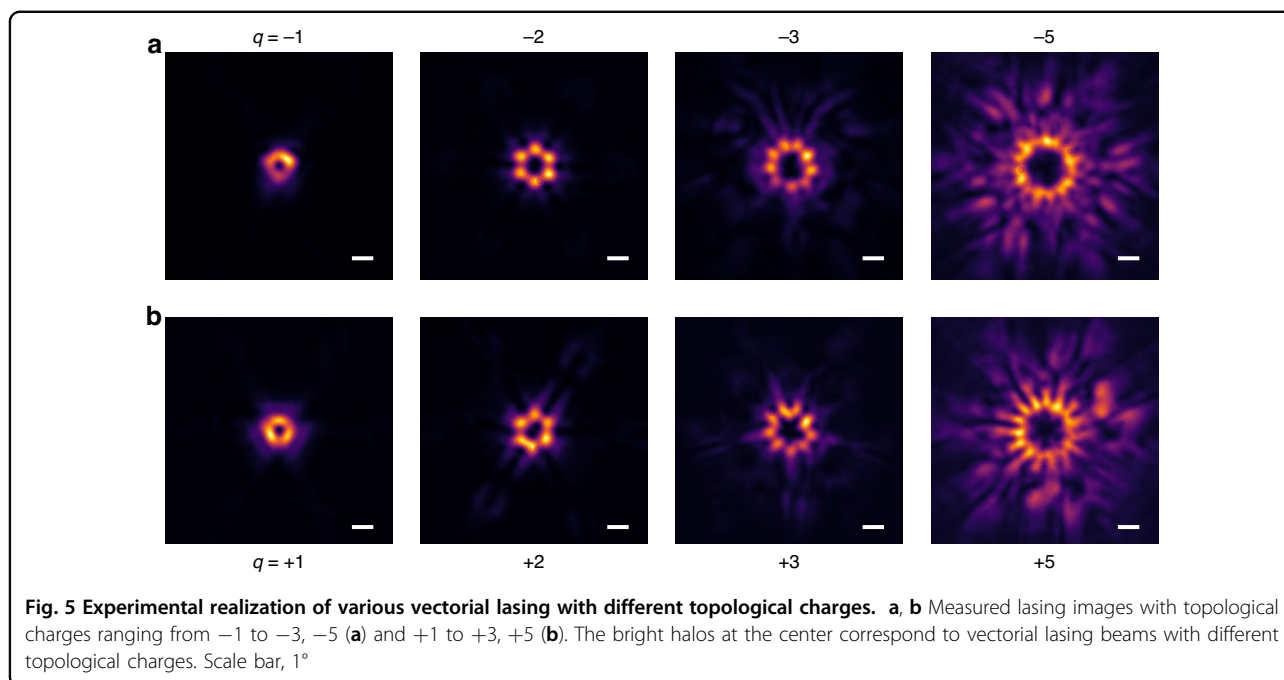 a
q = –1
–2
–3
–5
b
q = +1
+2
+3
+5
Fig. 5 Experimental realization of various vectorial lasing with different topological charges. a, b Measured lasing images with topological
charges ranging from −1 to −3, −5 (a) and +1 to +3, +5 (b). The bright halos at the center correspond to vectorial lasing beams with different
topological charges. Scale bar, 1°